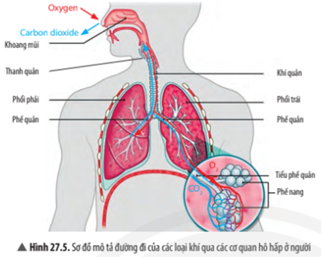 Oxygen
Carbon dioxide
Khoang mũi
Thanh quản
Khí quản
Phổi phải
Phổi trái
Phế quản
Phế quản
O₂
CO₂
Tiểu phế quản
Phế nang
▲ Hình 27.5. Sơ đồ mô tả đường đi của các loại khí qua các cơ quan hô hấp ở người